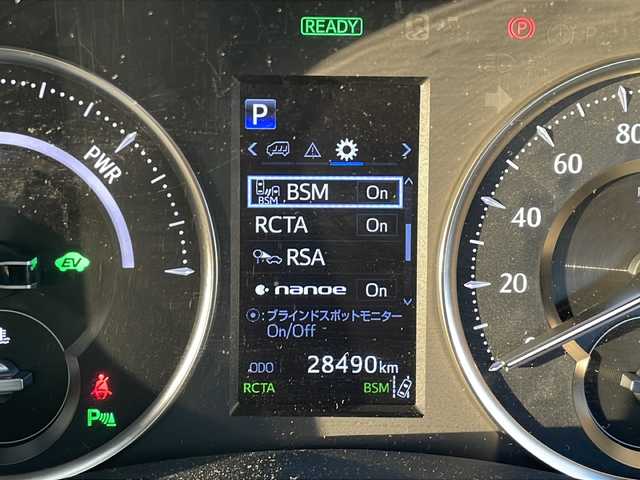 READY
P
PWR
EV
P
P
BSM
BSM
On
RCTA
On
RSA
nanoe
On
:ブラインドスポットモニター
On/Off
ODO
28490km
RCTA
BSM
80
60
40
20